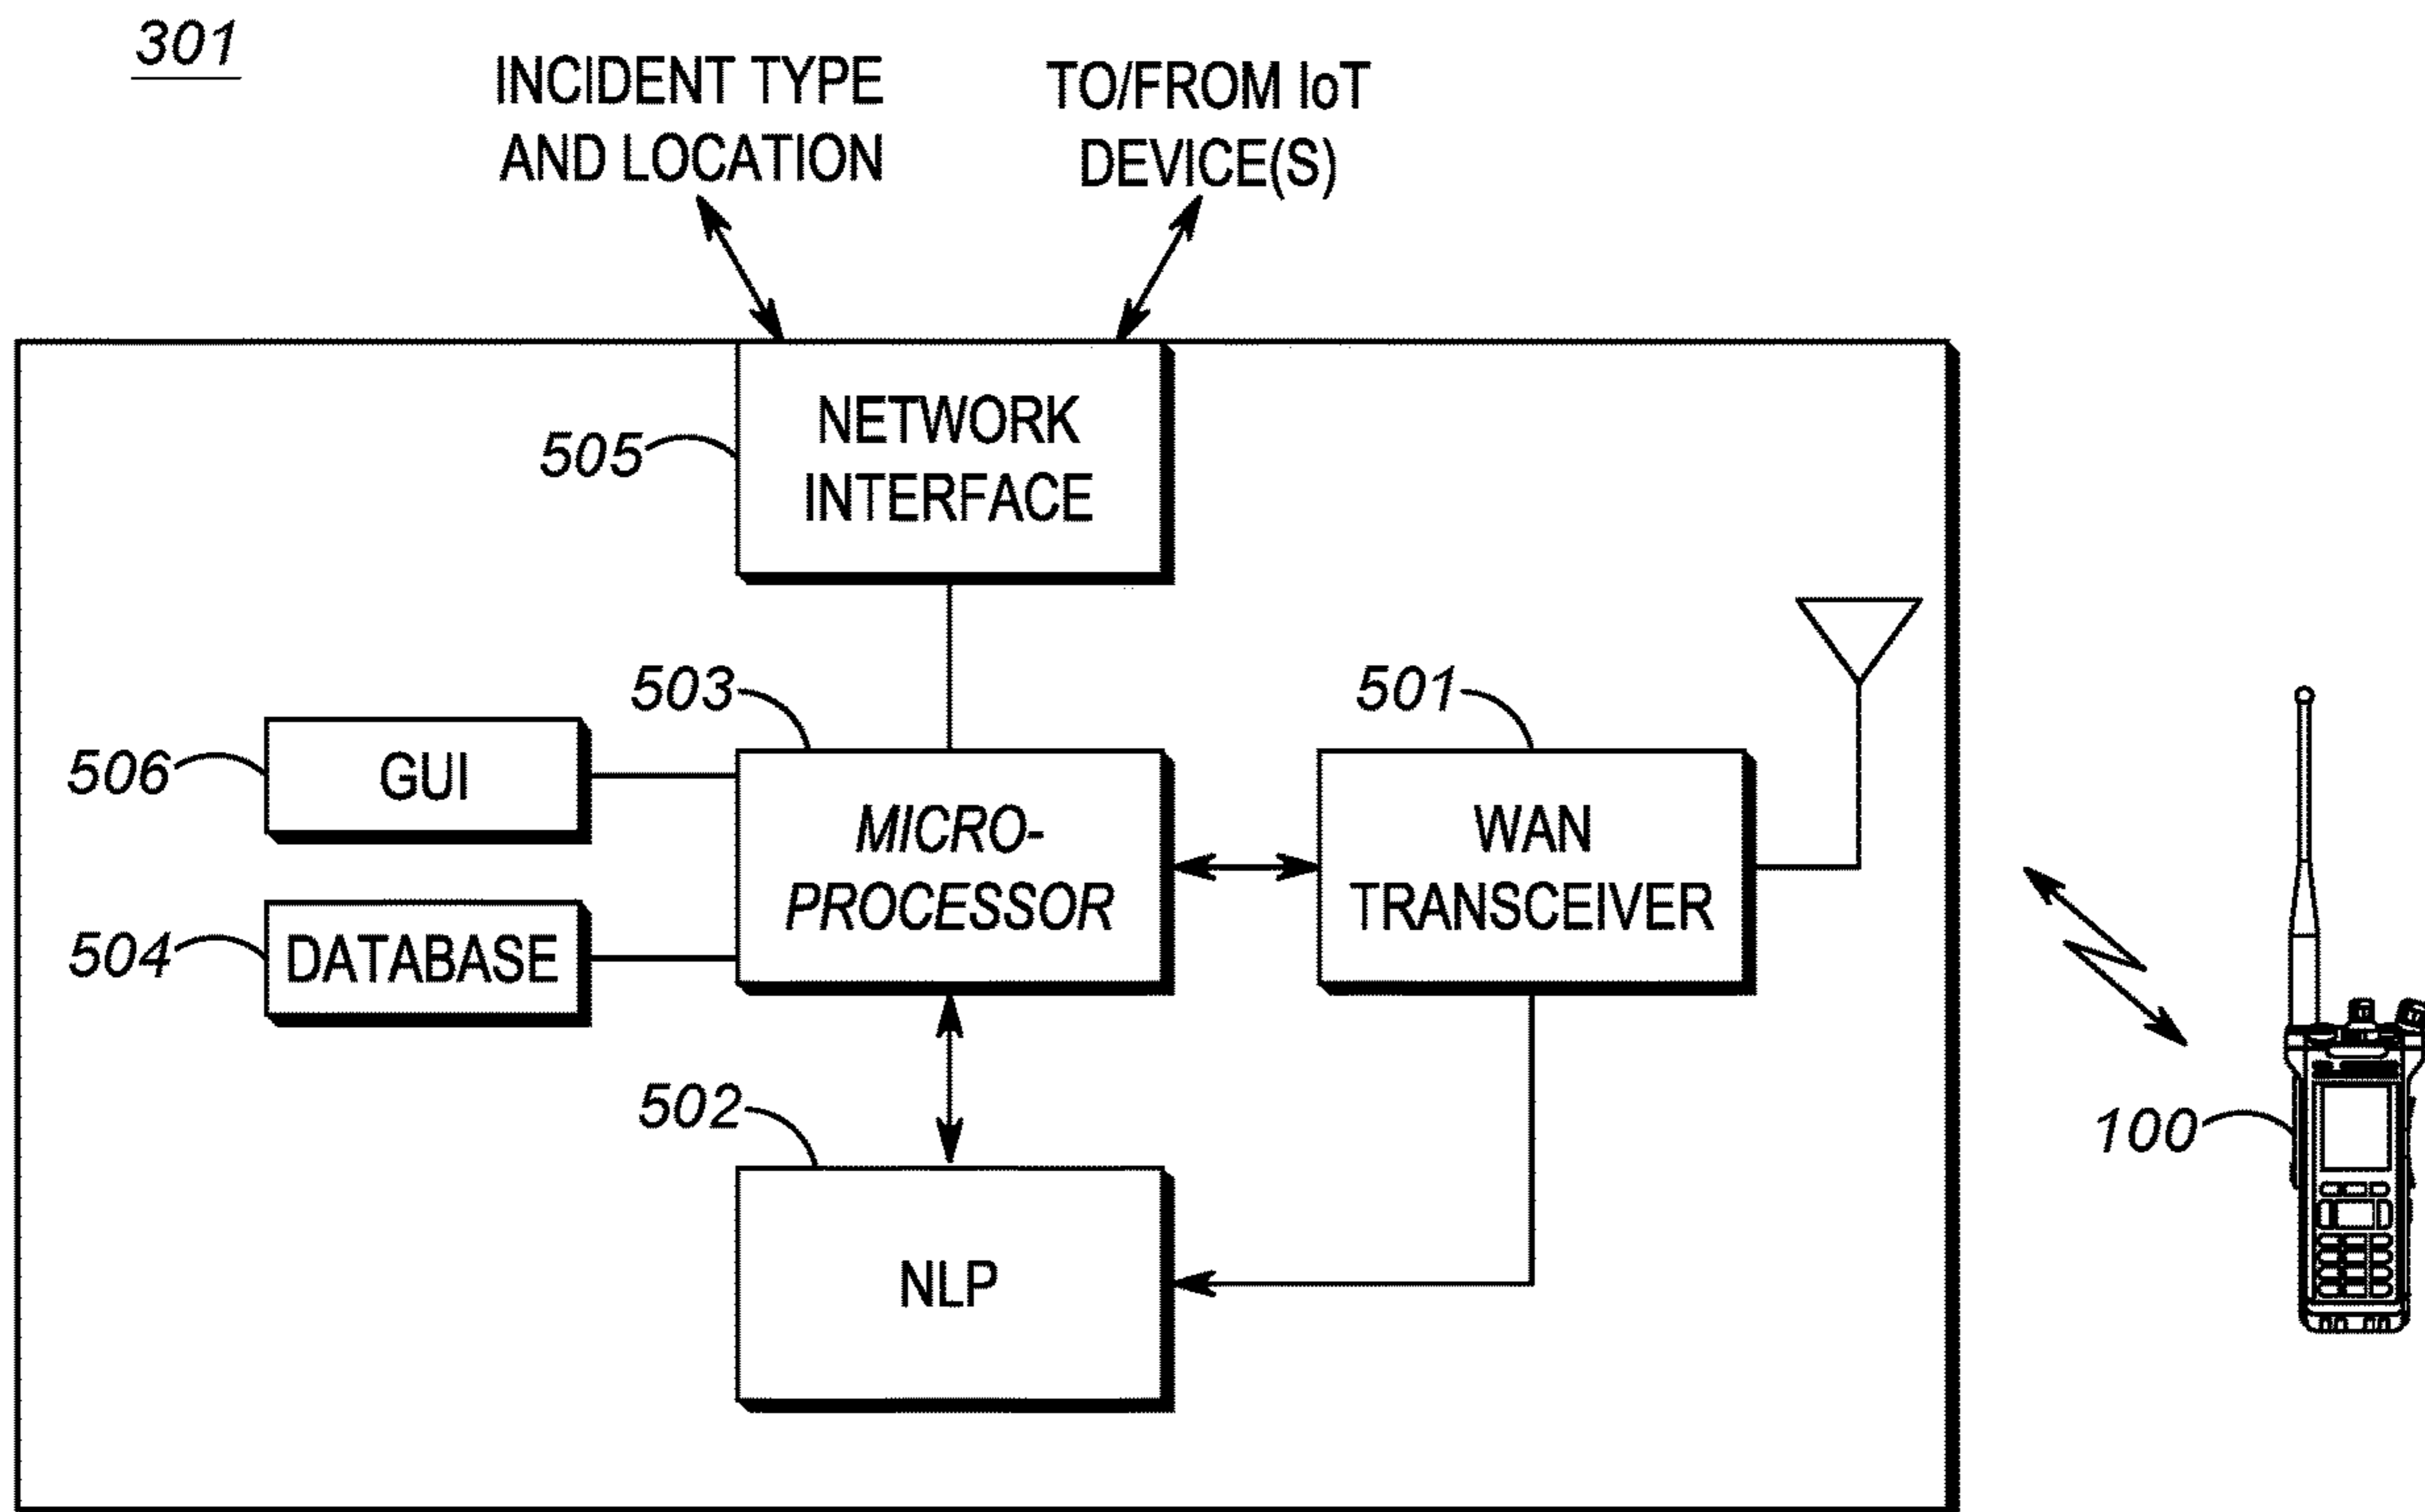 301
INCIDENT TYPE
AND LOCATION
TO/FROM IoT
DEVICE(S)
505
NETWORK
INTERFACE
503
501
506
GUI
MICRO-
PROCESSOR
WAN
TRANSCEIVER
504
DATABASE
502
100
NLP